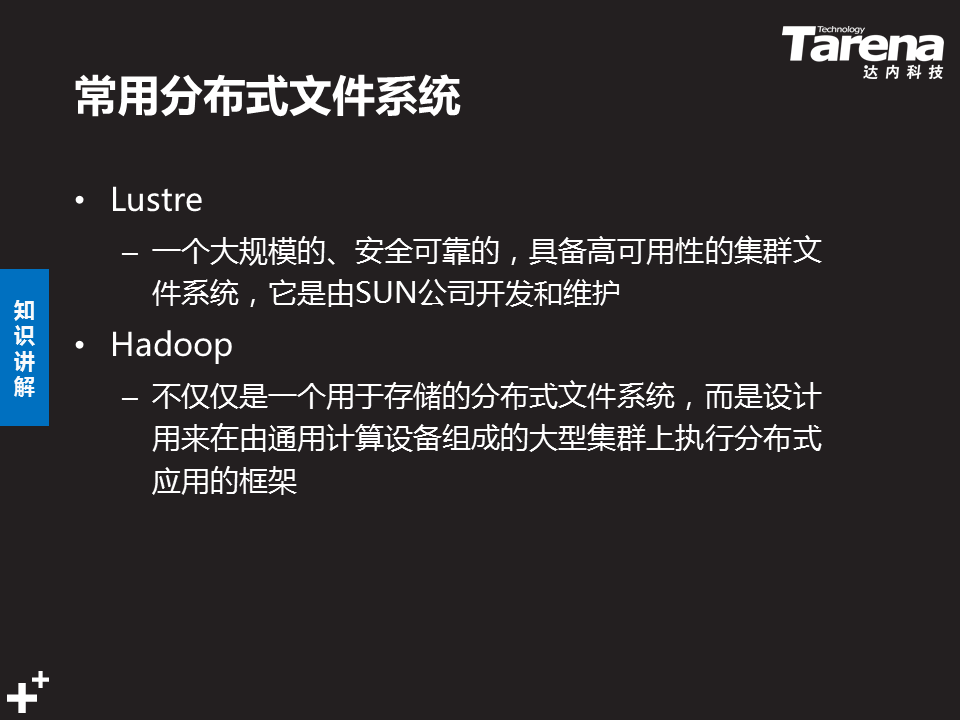 Technology
Tarena
达内科技
常用分布式文件系统
• Lustre
– 一个大规模的、安全可靠的，具备高可用性的集群文
件系统，它是由SUN公司开发和维护
• Hadoop
– 不仅仅是一个用于存储的分布式文件系统，而是设计
用来在由通用计算设备组成的大型集群上执行分布式
应用的框架
知
识
讲
解